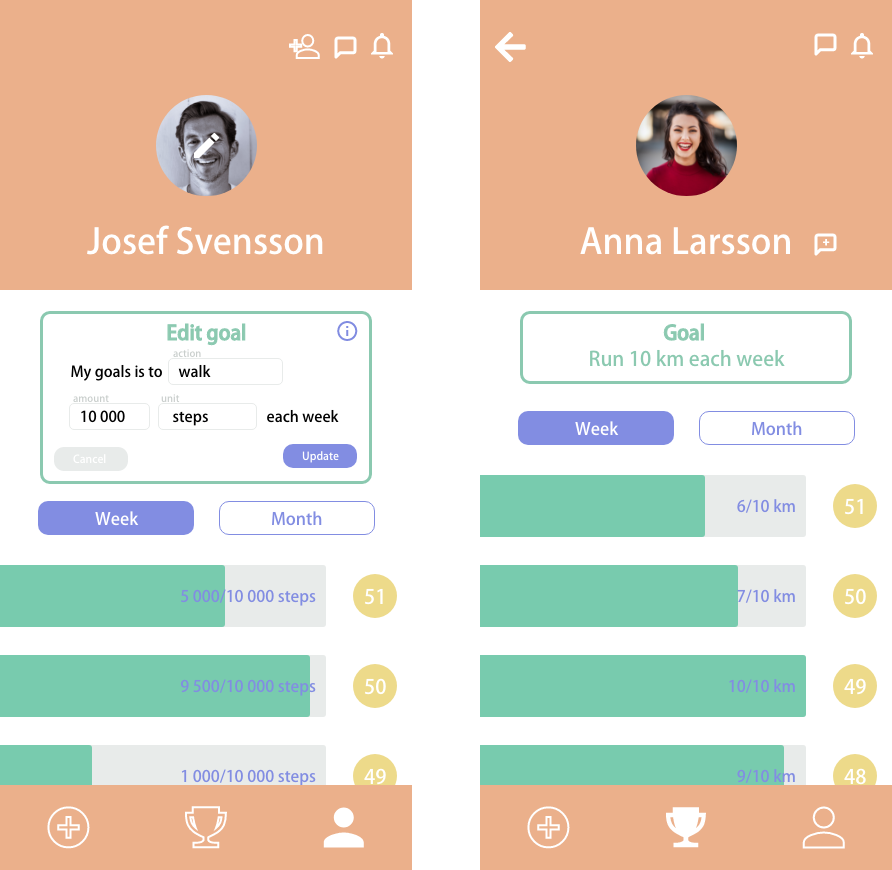 Josef Svensson
Edit goal
action
My goals is to walk
amount unit
10 000 steps each week
Cancel Update
Week Month
5 000/10 000 steps 51
9 500/10 000 steps 50
1 000/10 000 steps 49
Anna Larsson
Goal
Run 10 km each week
Week Month
6/10 km 51
7/10 km 50
10/10 km 49
9/10 km 48